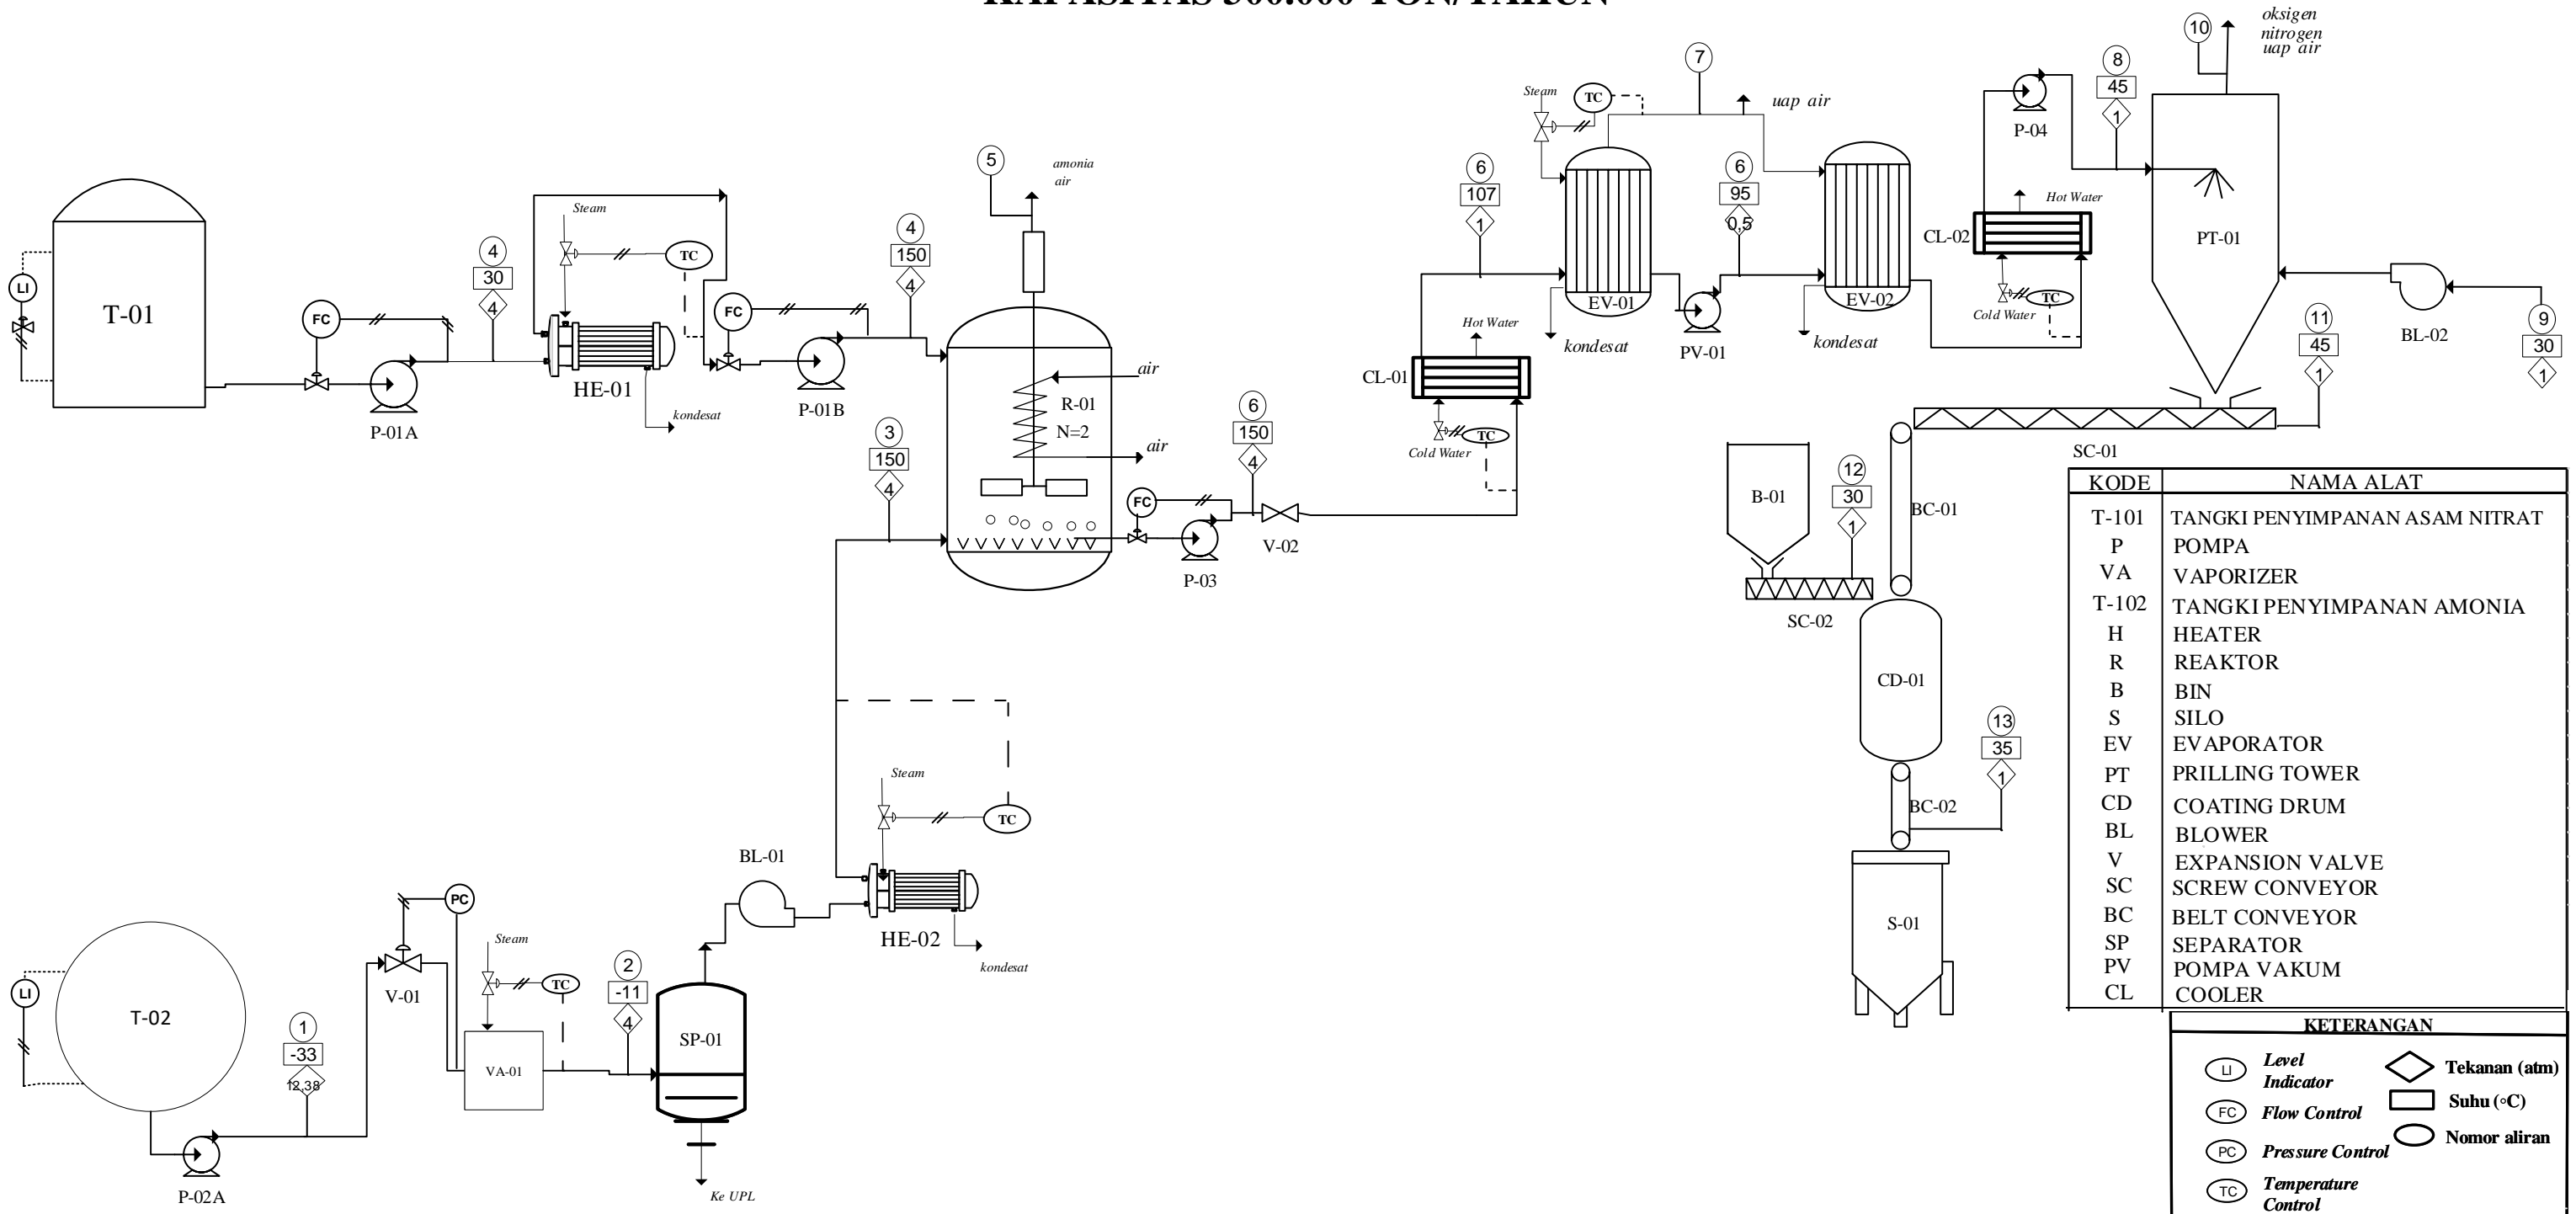 oksigen
nitrogen
uap air
10
7
8
45
1
Steam
TC
uap air
P-04
5
amonia
air
6
107
1
6
95
0,5
Hot Water
CL-02
PT-01
Steam
4
30
4
TC
4
150
4
LI
T-01
FC
FC
EV-01
EV-02
TC
Cold Water
BL-02
9
30
1
11
45
1
HE-01
P-01A
kondesat
P-01B
air
R-01
N=2
air
Hot Water
kondesat
PV-01
kondesat
CL-01
TC
Cold Water
3
150
4
6
150
4
FC
P-03
V-02
SC-01
B-01
12
30
1
BC-01
SC-02
CD-01
13
35
1
BC-02
S-01
Steam
TC
BL-01
HE-02
kondesat
PC
V-01
Steam
TC
LI
T-02
1
-33
12,38
VA-01
2
-11
4
SP-01
P-02A
Ke UPL
KODE NAMA ALAT
T-101 TANGKI PENYIMPANAN ASAM NITRAT
P POMPA
VA VAPORIZER
T-102 TANGKI PENYIMPANAN AMONIA
H HEATER
R REAKTOR
B BIN
S SILO
EV EVAPORATOR
PT PRILLING TOWER
CD COATING DRUM
BL BLOWER
V EXPANSION VALVE
SC SCREW CONVEYOR
BC BELT CONVEYOR
SP SEPARATOR
PV POMPA VAKUM
CL COOLER
KETERANGAN
LI Level
Indicator
Tekanan (atm)
FC Flow Control
Suhu (°C)
PC Pressure Control
Nomor aliran
TC Temperature
Control